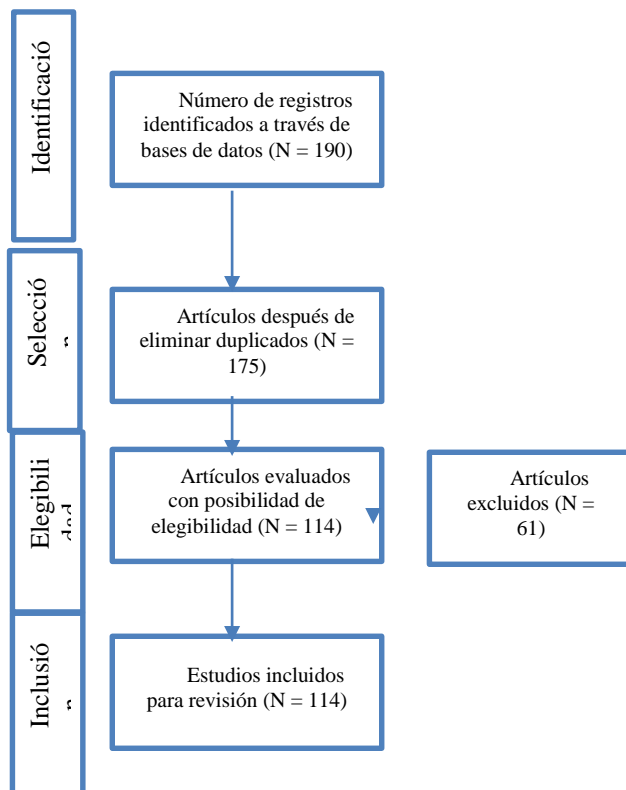 Identificació
Número de registros
identificados a través de
bases de datos (N = 190)
Selecció
n
Artículos después de
eliminar duplicados (N =
175)
Elegibili
dad
Artículos evaluados
con posibilidad de
elegibilidad (N = 114)
Artículos
excluidos (N =
61)
Inclusió
n
Estudios incluidos
para revisión (N = 114)